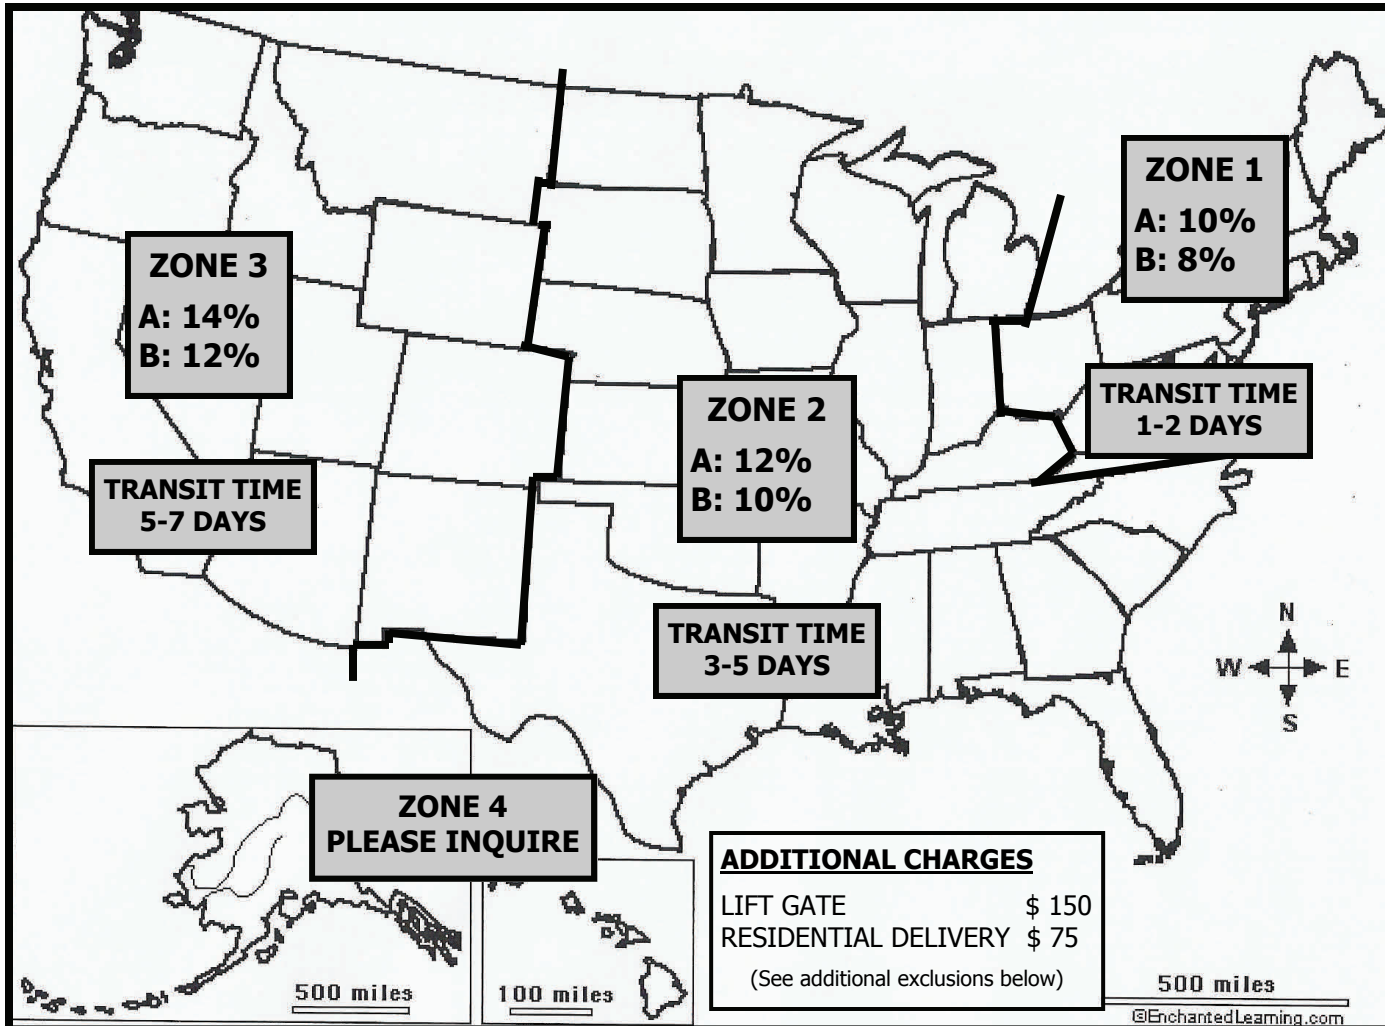 ZONE 1
A: 10%
B: 8%
ZONE 3
A: 14%
B: 12%
TRANSIT TIME
1-2 DAYS
ZONE 2
A: 12%
B: 10%
TRANSIT TIME
5-7 DAYS
TRANSIT TIME
3-5 DAYS
N
W E
S
ZONE 4
PLEASE INQUIRE
ADDITIONAL CHARGES
LIFT GATE $ 150
RESIDENTIAL DELIVERY $ 75
(See additional exclusions below)
500 miles
100 miles
500 miles
©EnchantedLearning.com